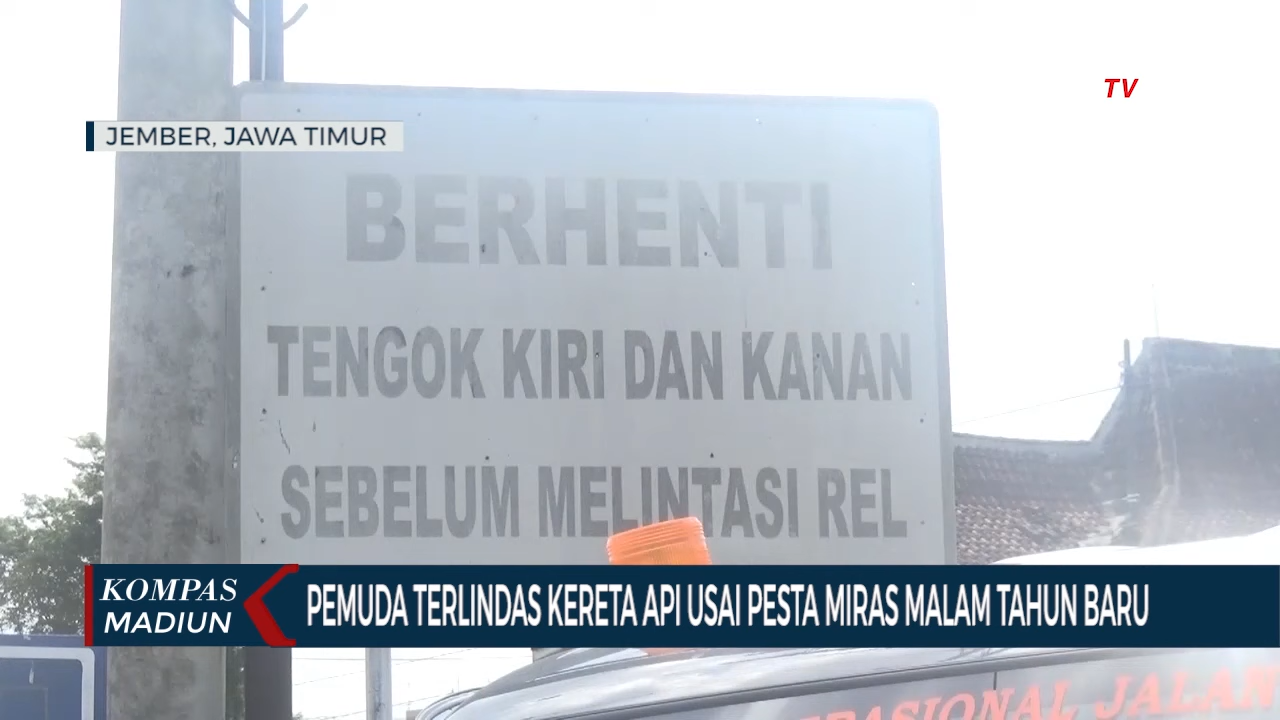 TV
JEMBER, JAWA TIMUR
BERHENTI
TENGOK KIRI DAN KANAN
SEBELUM MELINTASI REL
KOMPAS
MADIUN
PEMUDA TERLINDAS KERETA API USAI PESTA MIRAS MALAM TAHUN BARU
JALAN